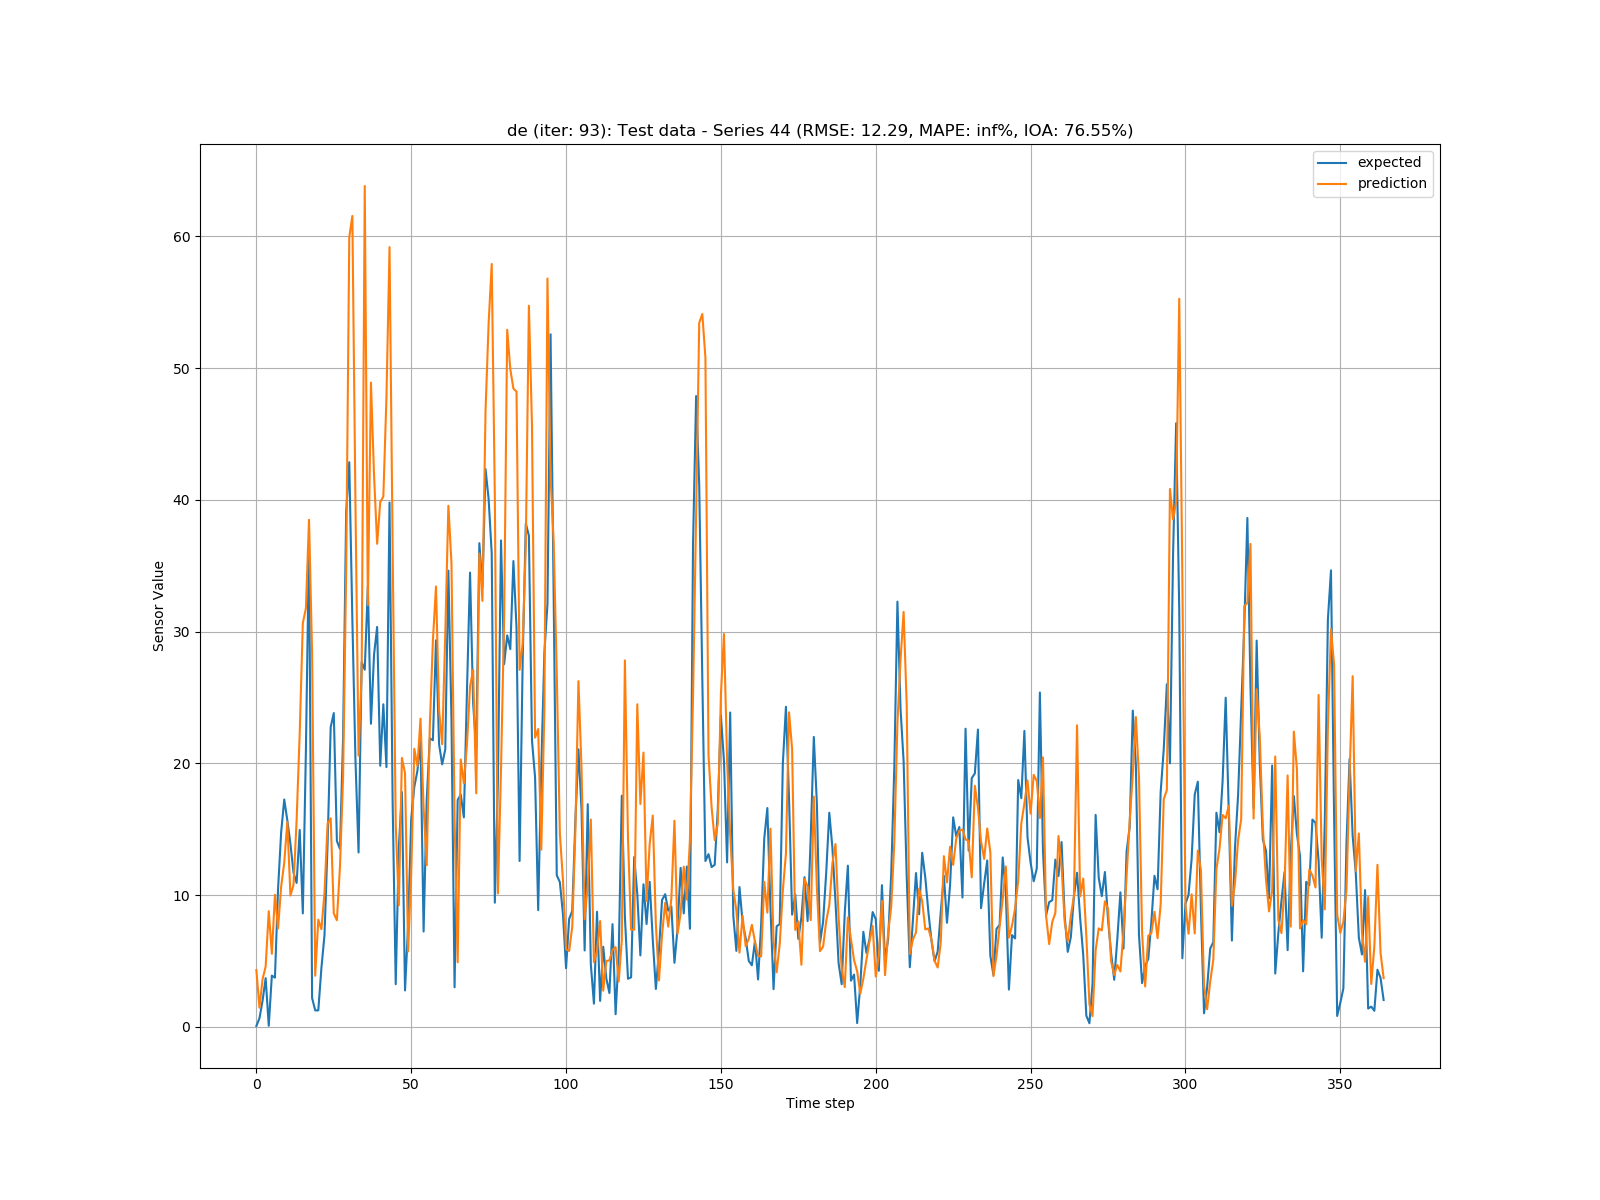 de (iter: 93): Test data - Series 44 (RMSE: 12.29, MAPE: inf%, IOA: 76.55%)
expected
prediction
Sensor Value
60
50
40
30
20
10
0
0 50 100 150 200 250 300 350
Time step